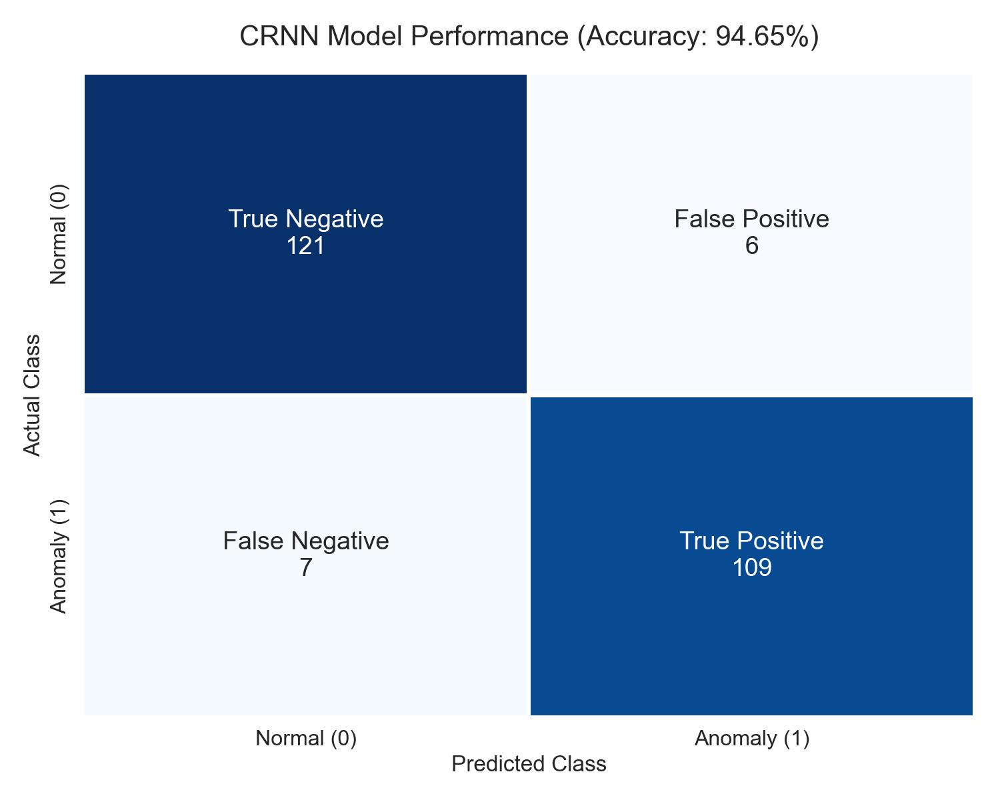 CRNN Model Performance (Accuracy: 94.65%)
Actual Class
Normal (0)
True Negative
121
False Positive
6
Anomaly (1)
False Negative
7
True Positive
109
Normal (0)
Anomaly (1)
Predicted Class